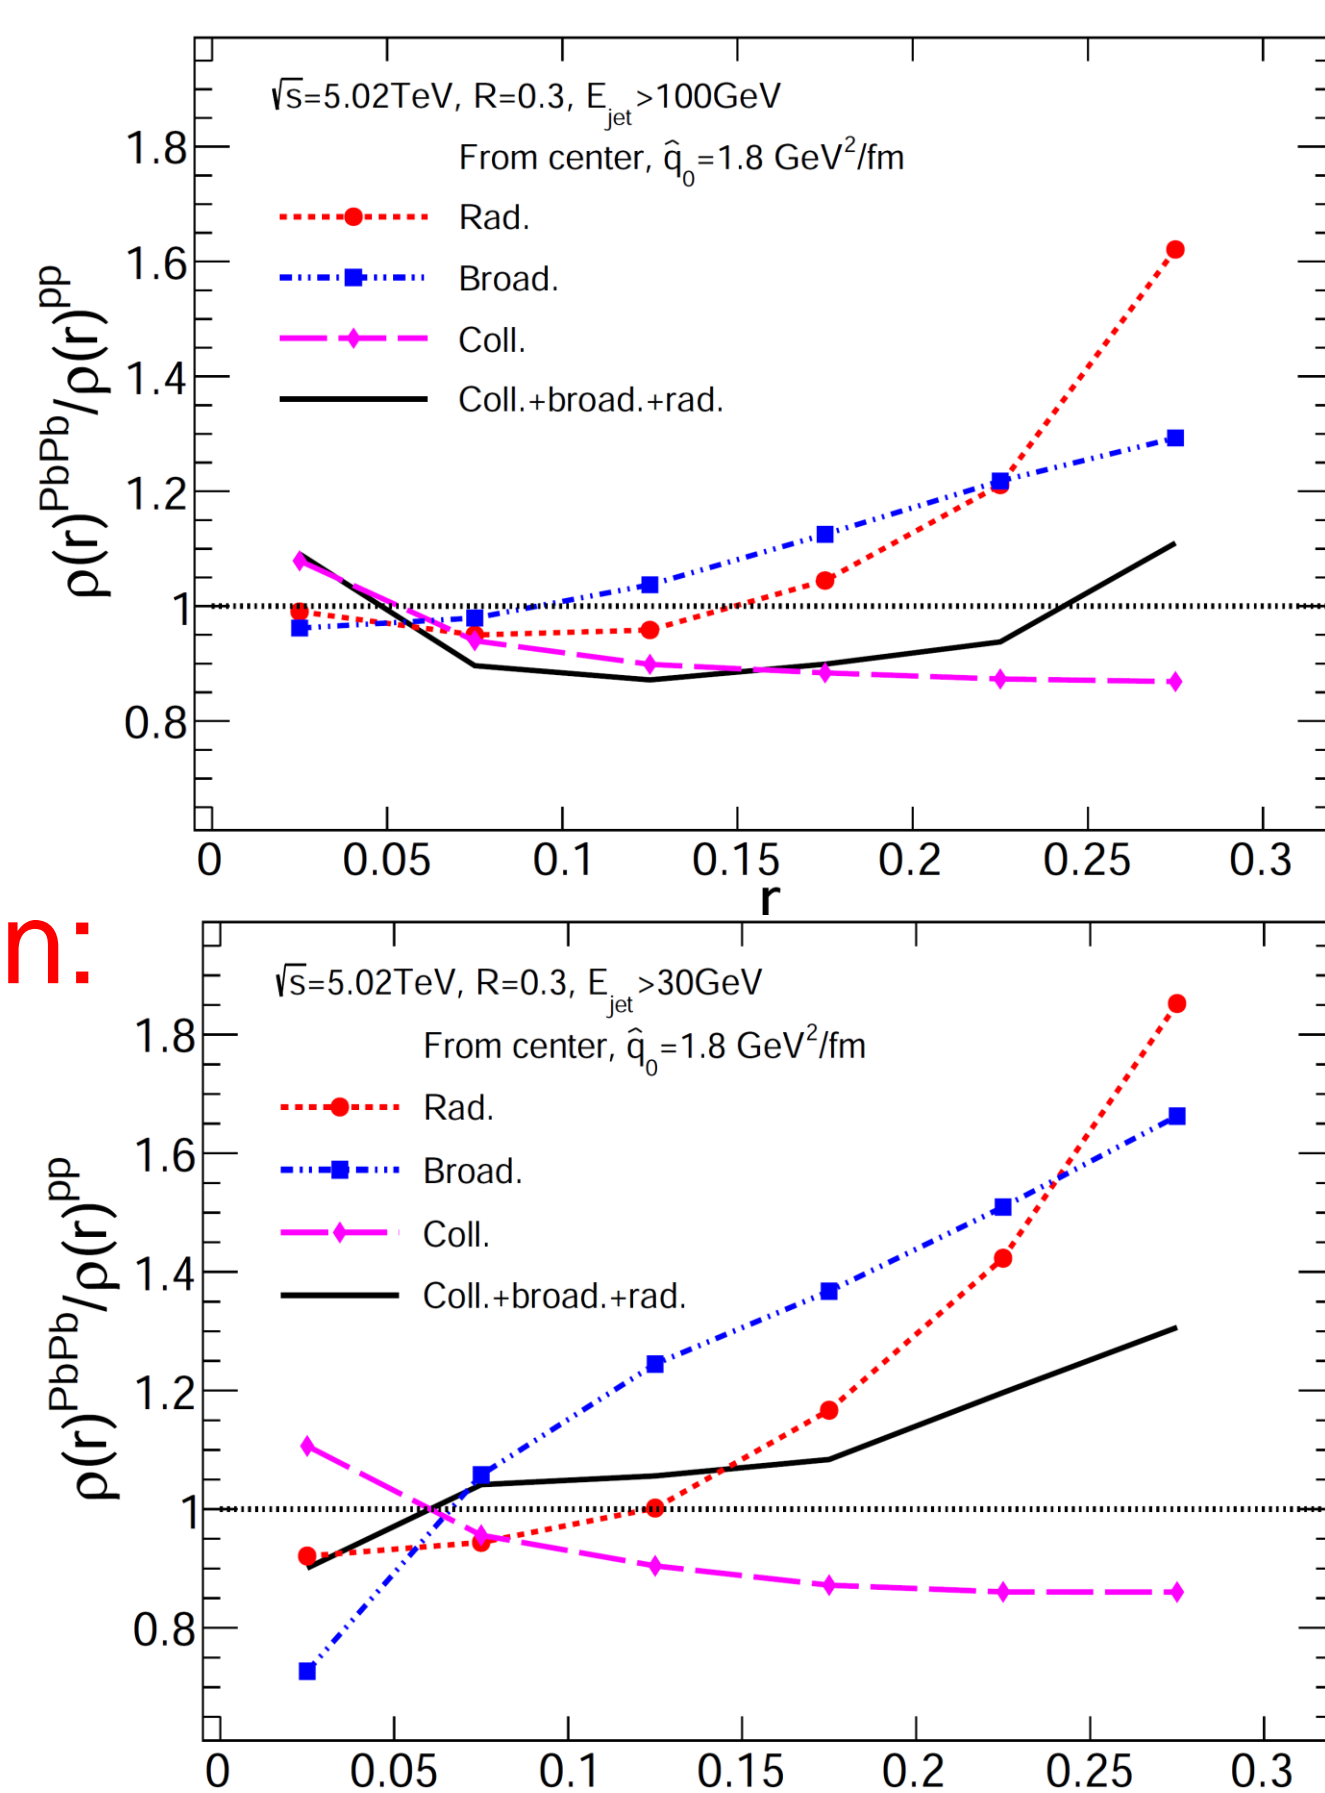 √s=5.02TeV, R=0.3, E_jet>100GeV
From center, q̂_0=1.8 GeV²/fm
Rad.
Broad.
Coll.
Coll.+broad.+rad.
ρ(r)^PbPb/ρ(r)^pp
1.8
1.6
1.4
1.2
1
0.8
0 0.05 0.1 0.15 0.2 0.25 0.3
r
n:
√s=5.02TeV, R=0.3, E_jet>30GeV
From center, q̂_0=1.8 GeV²/fm
Rad.
Broad.
Coll.
Coll.+broad.+rad.
ρ(r)^PbPb/ρ(r)^pp
1.8
1.6
1.4
1.2
1
0.8
0 0.05 0.1 0.15 0.2 0.25 0.3